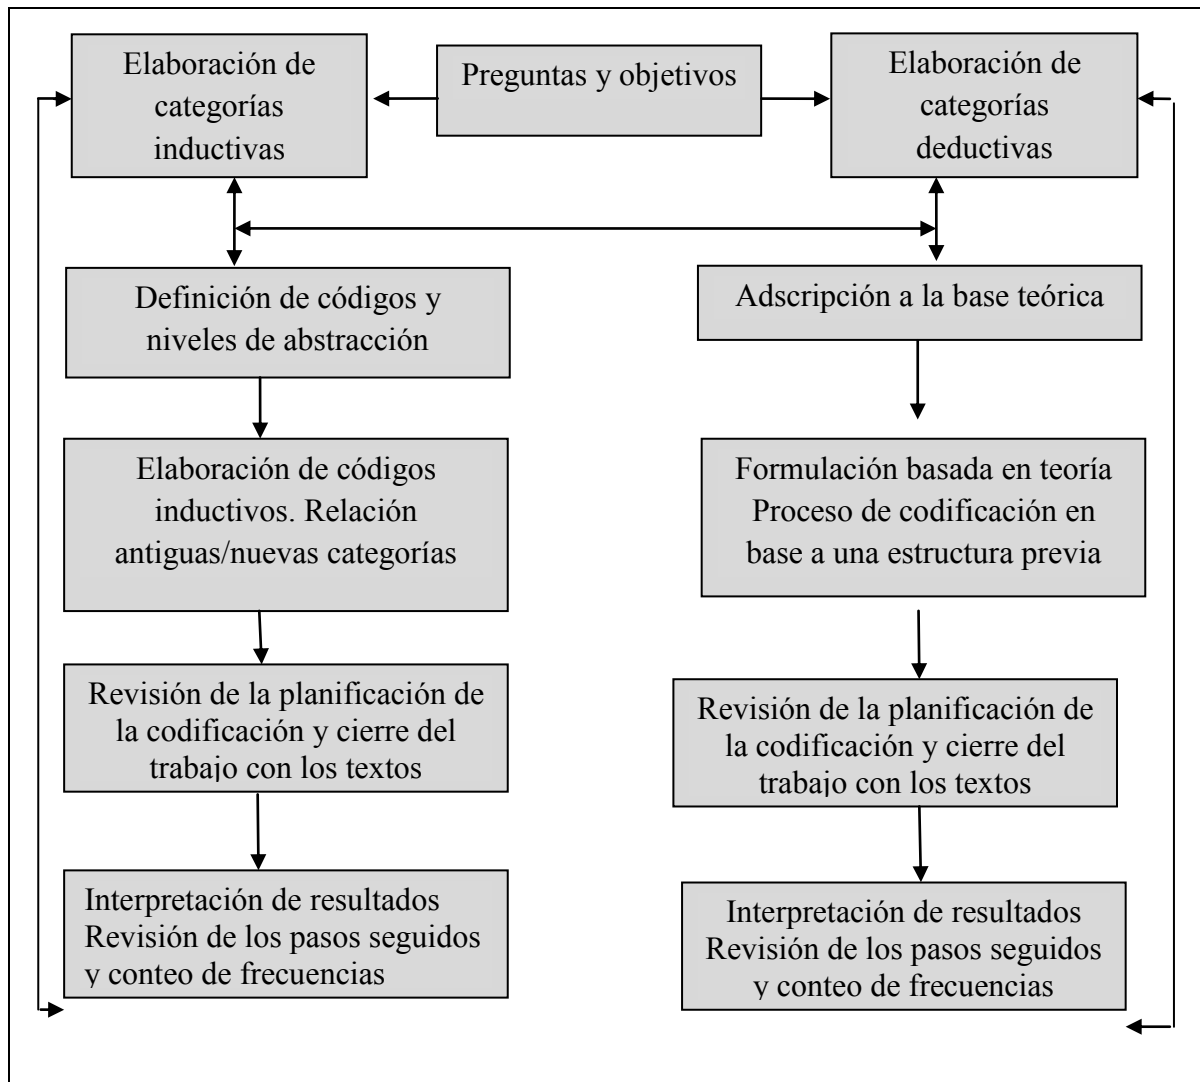 Elaboración de
categorías
inductivas
Preguntas y objetivos
Elaboración de
categorías
deductivas
Definición de códigos y
niveles de abstracción
Adscripción a la base teórica
Elaboración de códigos
inductivos. Relación
antiguas/nuevas categorías
Formulación basada en teoría
Proceso de codificación en
base a una estructura previa
Revisión de la planificación de
la codificación y cierre del
trabajo con los textos
Revisión de la planificación de
la codificación y cierre del
trabajo con los textos
Interpretación de resultados
Revisión de los pasos seguidos
y conteo de frecuencias
Interpretación de resultados
Revisión de los pasos seguidos
y conteo de frecuencias